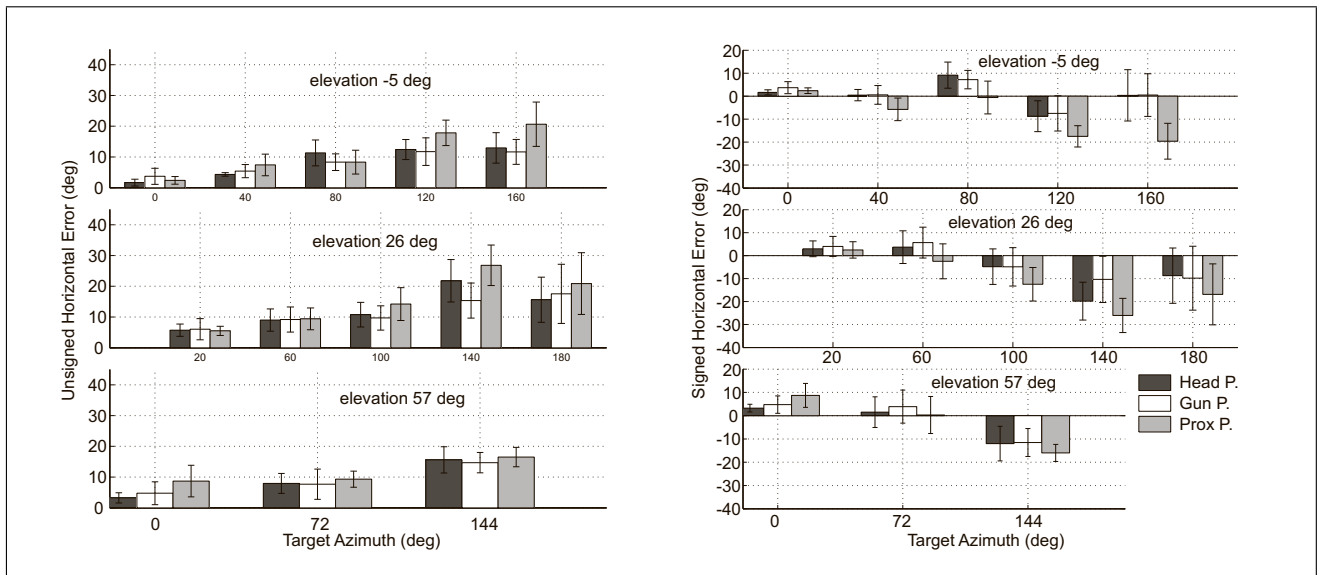 Unsigned Horizontal Error (deg)
elevation -5 deg
40
30
20
10
0
0 40 80 120 160
elevation 26 deg
40
30
20
10
0
20 60 100 140 180
elevation 57 deg
40
30
20
10
0
0 72 144
Target Azimuth (deg)
Signed Horizontal Error (deg)
elevation -5 deg
20
10
0
-10
-20
-30
-40
0 40 80 120 160
elevation 26 deg
20
10
0
-10
-20
-30
-40
20 60 100 140 180
elevation 57 deg
20
10
0
-10
-20
-30
-40
0 72 144
Target Azimuth (deg)
Head P.
Gun P.
Prox P.